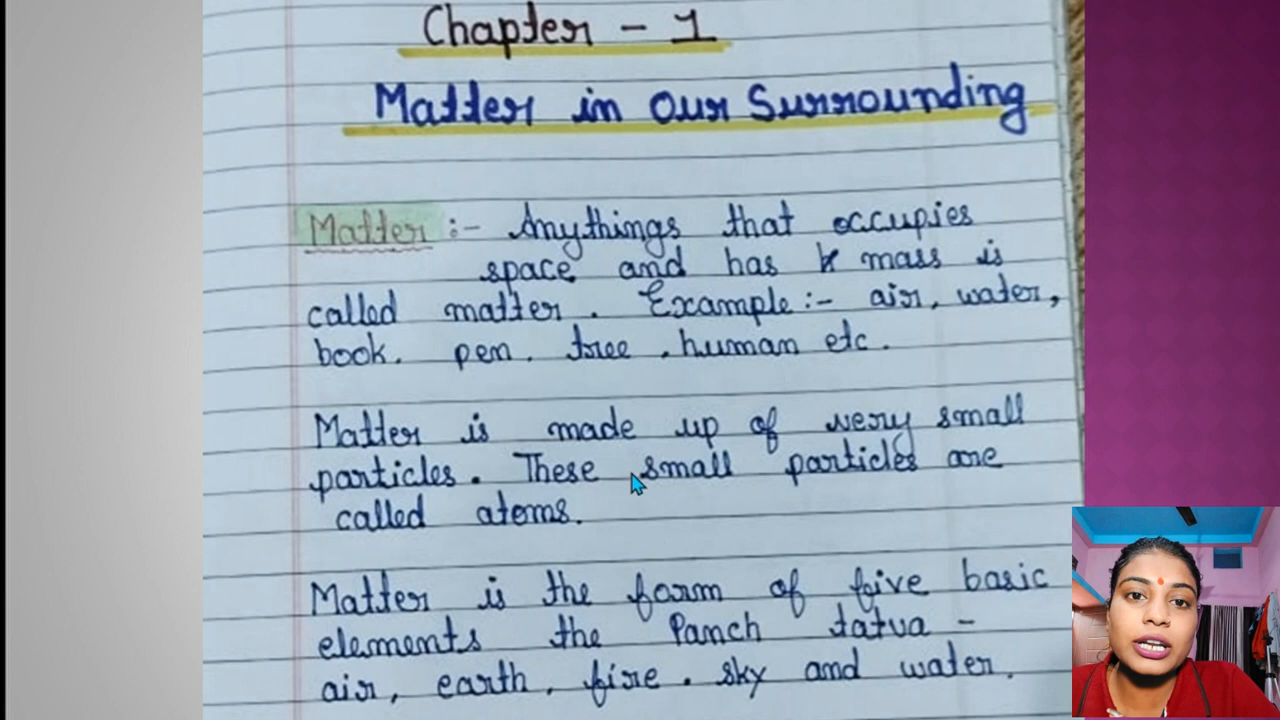 Chapter - 1
Matter in our Surrounding
Matter :- Anythings that occupies
space and has mass is
called matter. Example :- air, water,
book. pen. tree, human etc.
Matter is made up of very small
particles. These small particles are
called atoms.
Matter is the form of five basic
elements the Panch tatva -
air, earth, fire. sky and water.